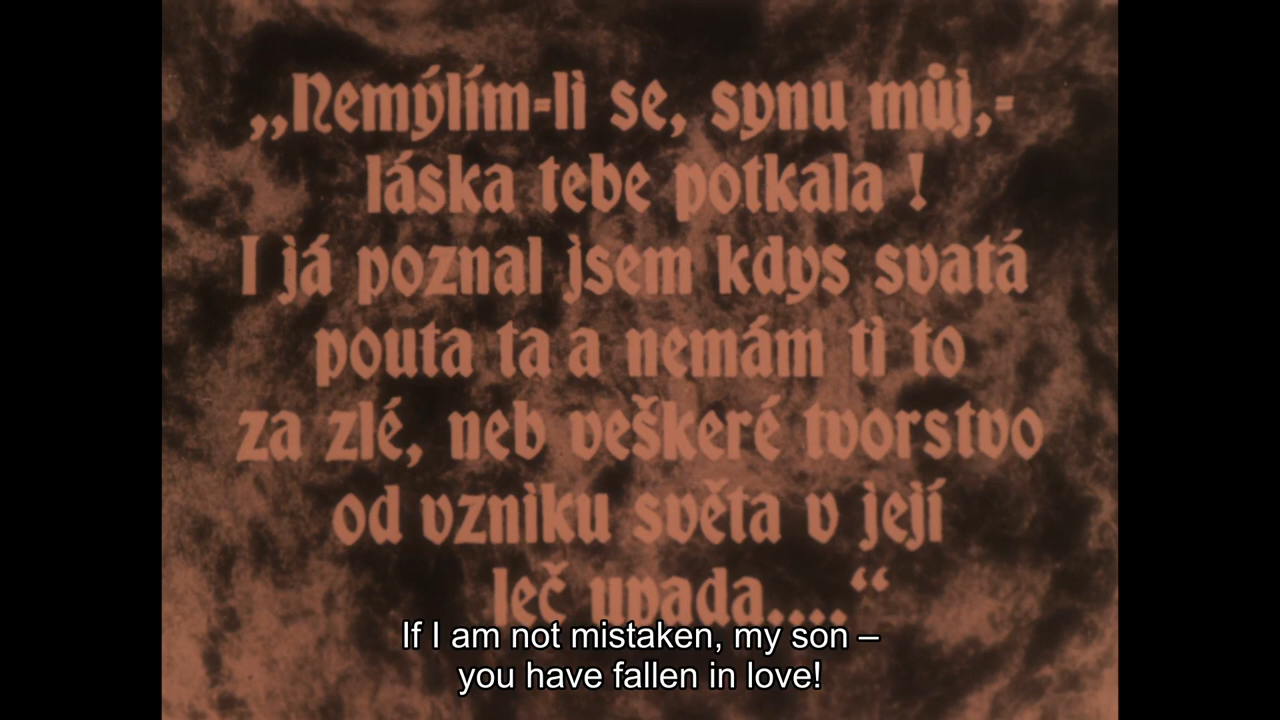 „Nemýlím-li se, synu můj,-
láska tebe potkala !
I já poznal jsem kdys svatá
pouta ta a nemám ti to
za zlé, neb veškeré tvorstvo
od vzniku světa v její
leč upada...."
If I am not mistaken, my son –
you have fallen in love!